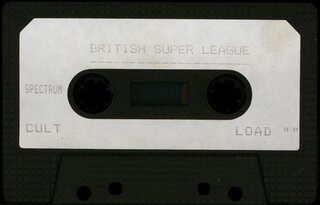 BRITISH SUPER LEAGUE
SPECTRUM
CULT LOAD